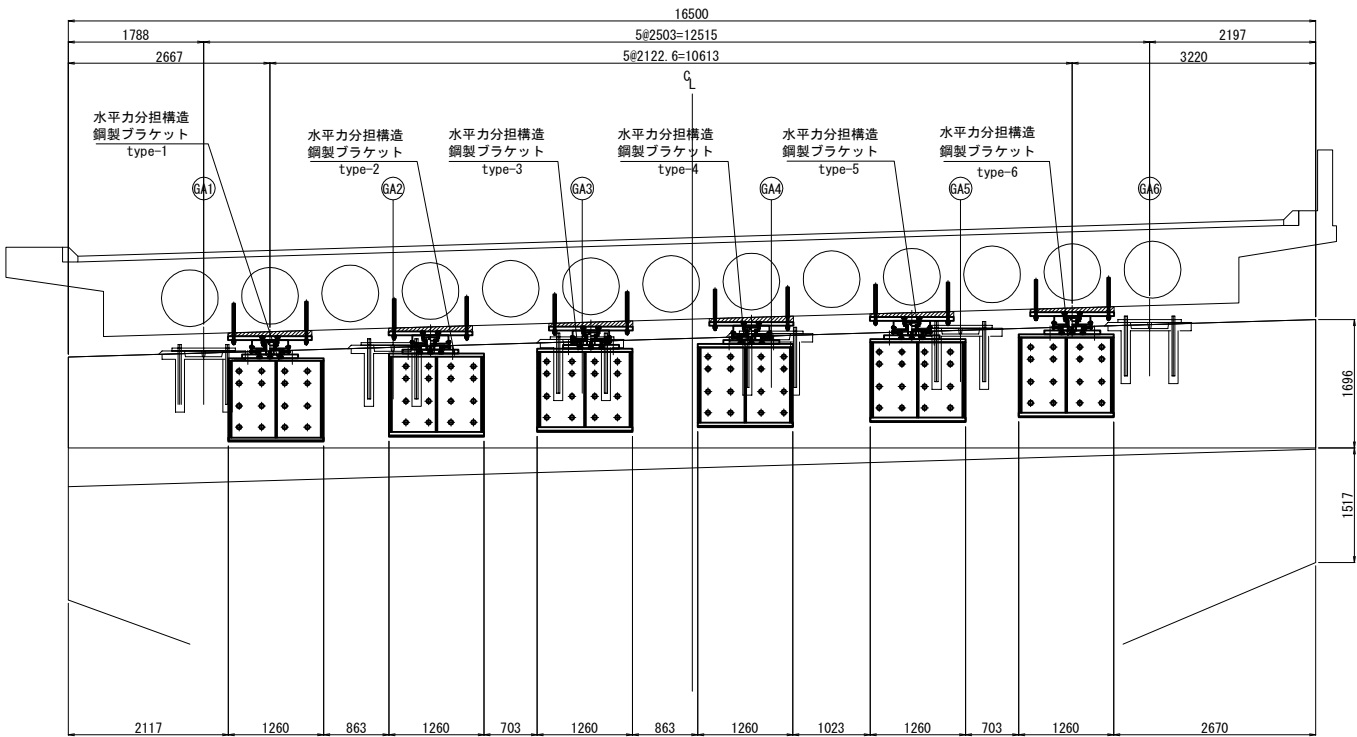 16500
1788
5@2503=12515
2197
2667
5@2122.6=10613
3220
CL
水平力分担構造
鋼製ブラケット
type-1
水平力分担構造
鋼製ブラケット
type-2
水平力分担構造
鋼製ブラケット
type-3
水平力分担構造
鋼製ブラケット
type-4
水平力分担構造
鋼製ブラケット
type-5
水平力分担構造
鋼製ブラケット
type-6
GA1
GA2
GA3
GA4
GA5
GA6
1696
1517
2117
1260
863
1260
703
1260
863
1260
1023
1260
703
1260
2670